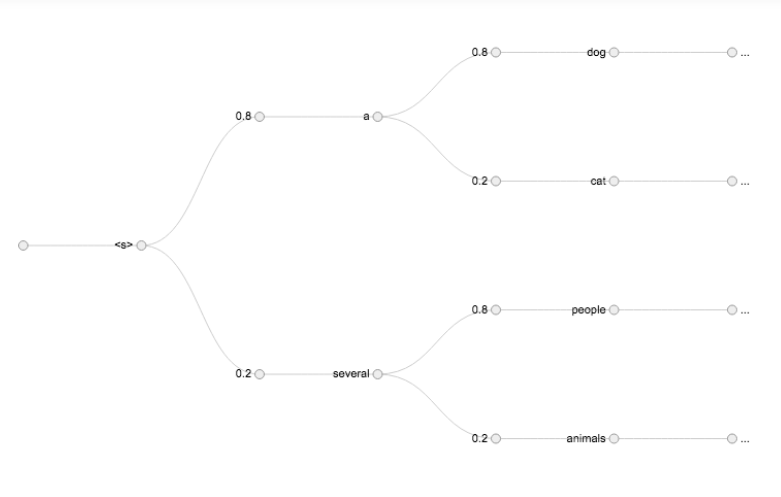 0.8 dog ...
0.8 a
0.2 cat ...
<s>
0.8 people ...
0.2 several
0.2 animals ...